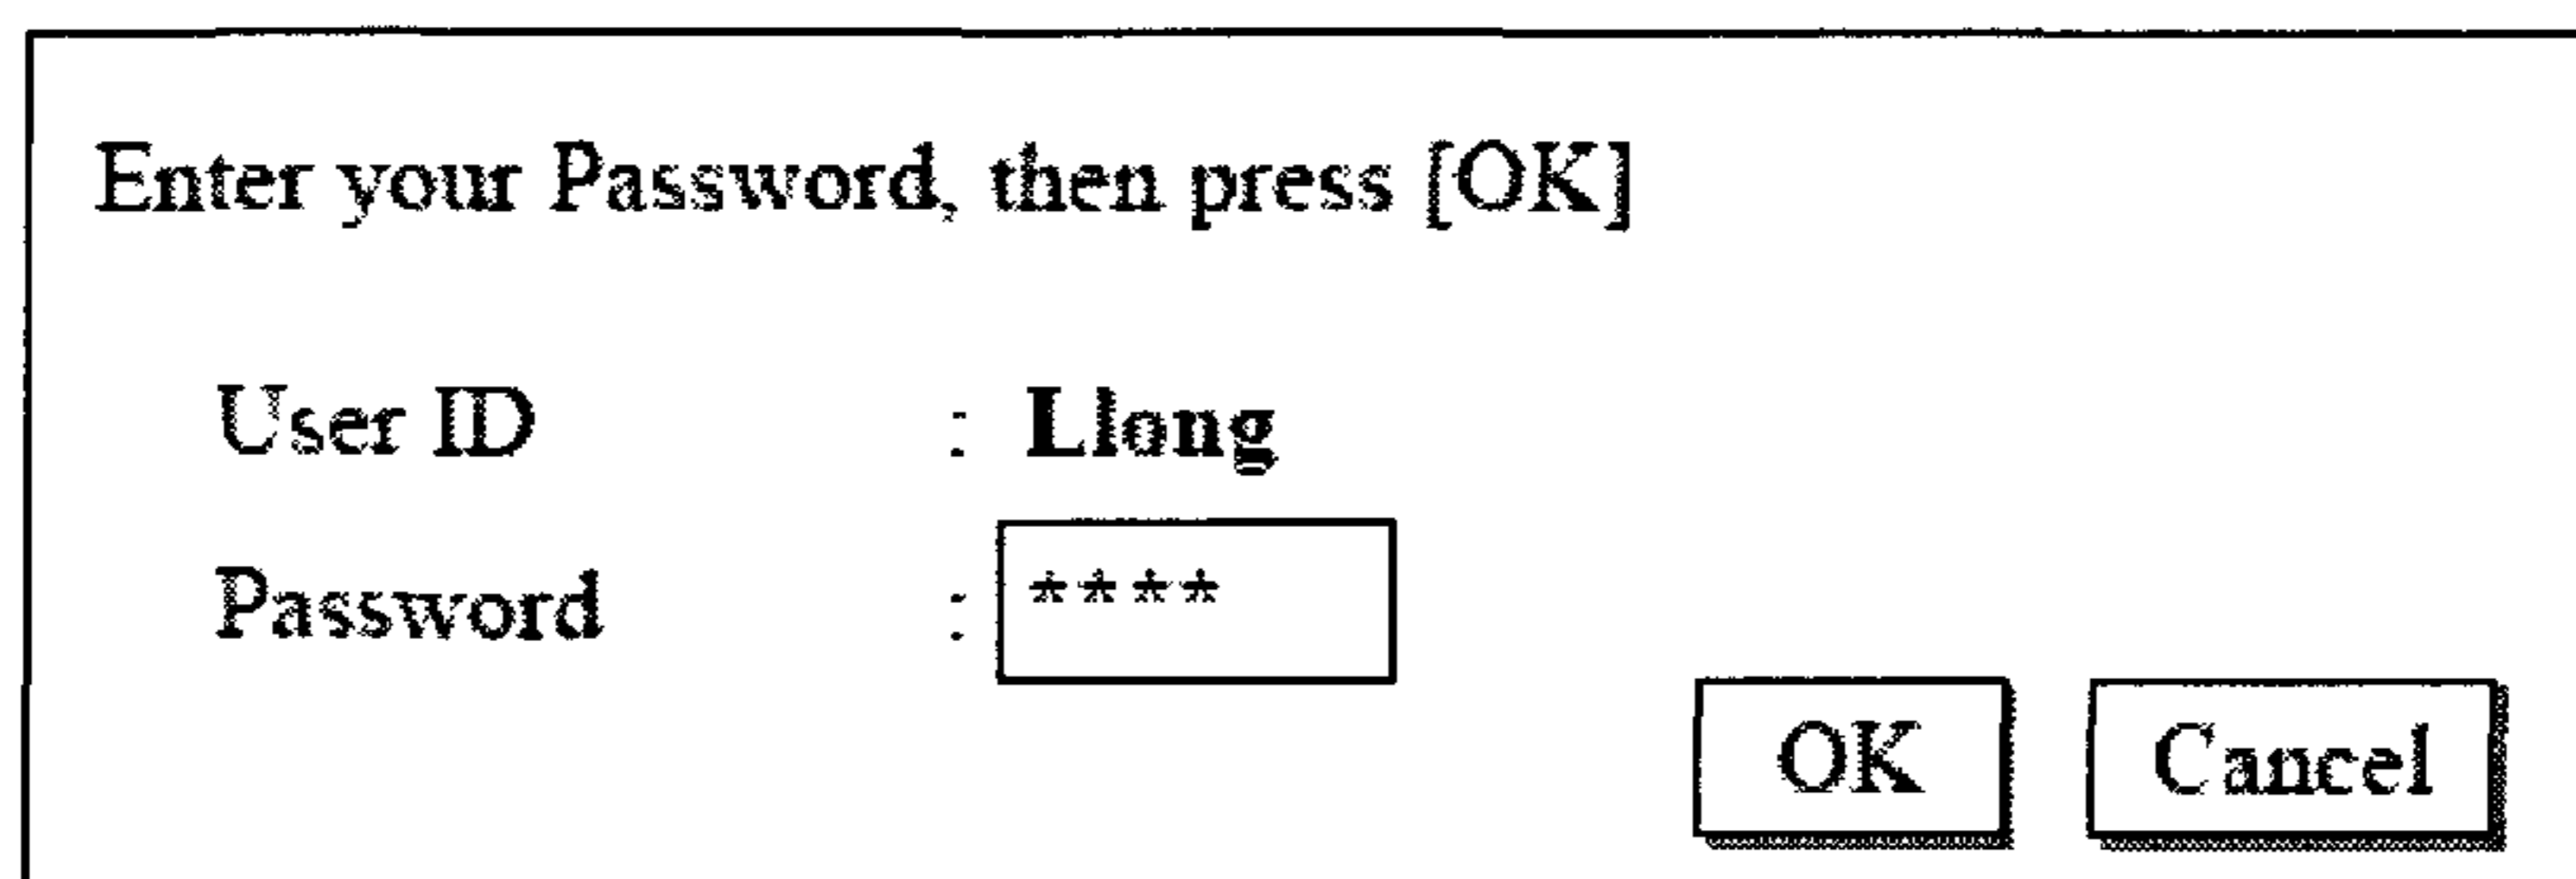 Enter your Password, then press [OK]
User ID : Llong
Password : ****
OK Cancel